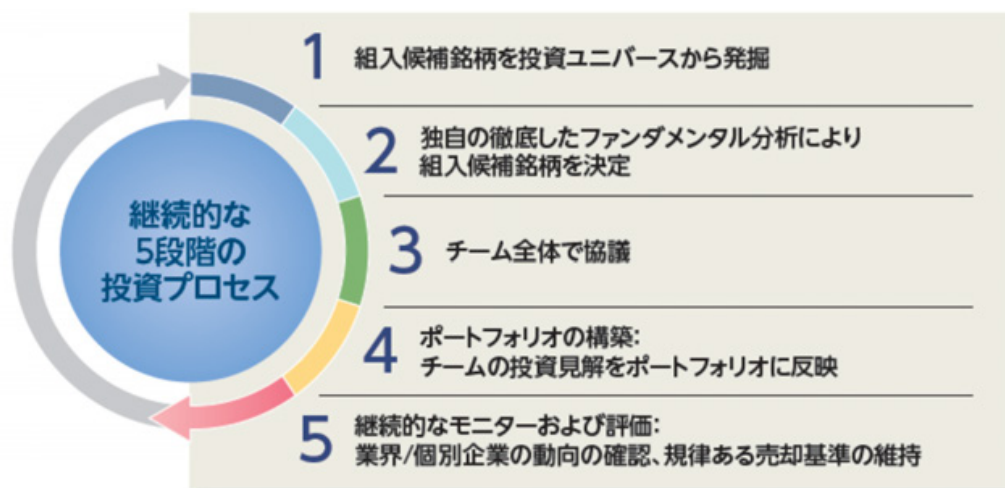 継続的な
5段階の
投資プロセス
1
組入候補銘柄を投資ユニバースから発掘
2
独自の徹底したファンダメンタル分析により
組入候補銘柄を決定
3
チーム全体で協議
4
ポートフォリオの構築:
チームの投資見解をポートフォリオに反映
5
継続的なモニターおよび評価:
業界/個別企業の動向の確認、規律ある売却基準の維持